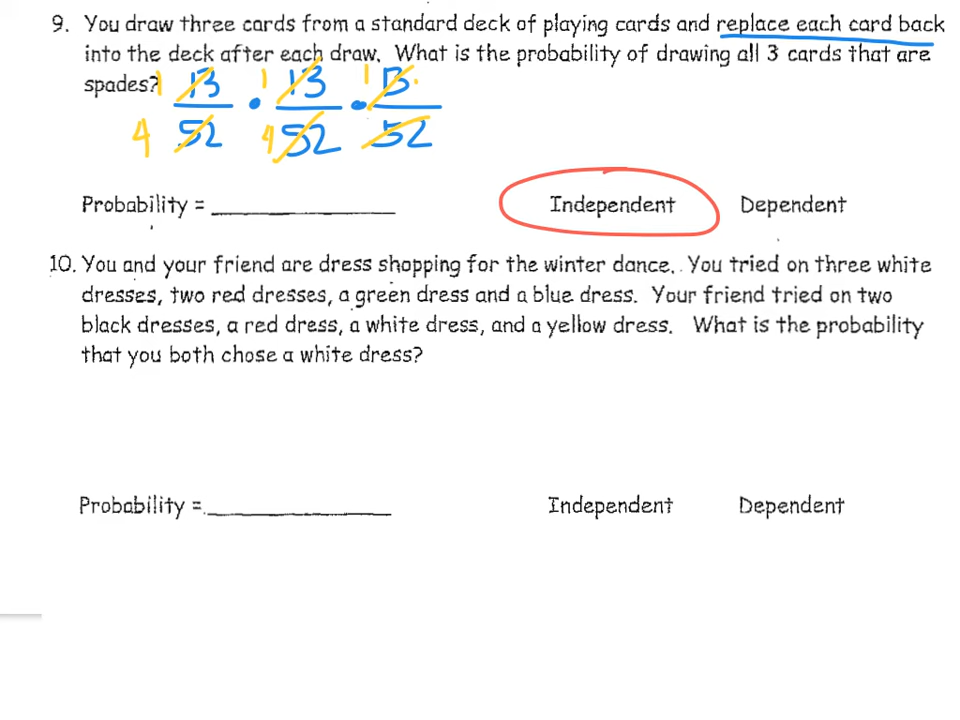 9. You draw three cards from a standard deck of playing cards and replace each card back
into the deck after each draw. What is the probability of drawing all 3 cards that are
spades?
1 13 1 13 1 13
4 52 4 52 52
Probability = ______________ Independent Dependent
10. You and your friend are dress shopping for the winter dance. You tried on three white
dresses, two red dresses, a green dress and a blue dress. Your friend tried on two
black dresses, a red dress, a white dress, and a yellow dress. What is the probability
that you both chose a white dress?
Probability = ______________ Independent Dependent